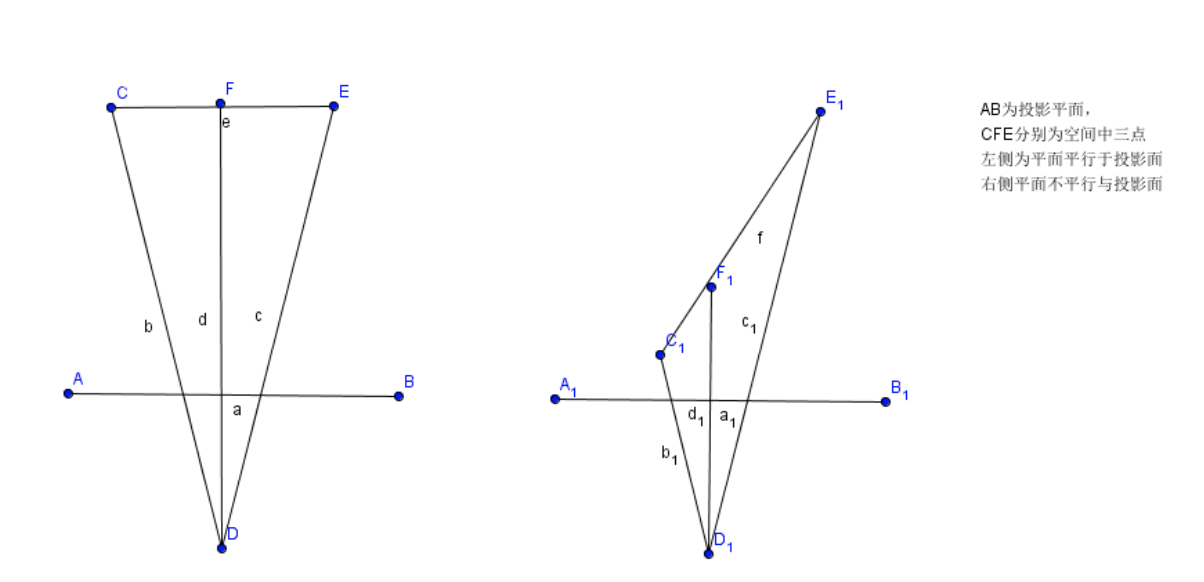 C
F
E
e
b
d
c
A
B
a
D
E₁
f
F₁
c₁
C₁
A₁
B₁
d₁
a₁
b₁
D₁
AB为投影平面，
CFE分别为空间中三点
左侧为平面平行于投影面
右侧平面不平行与投影面